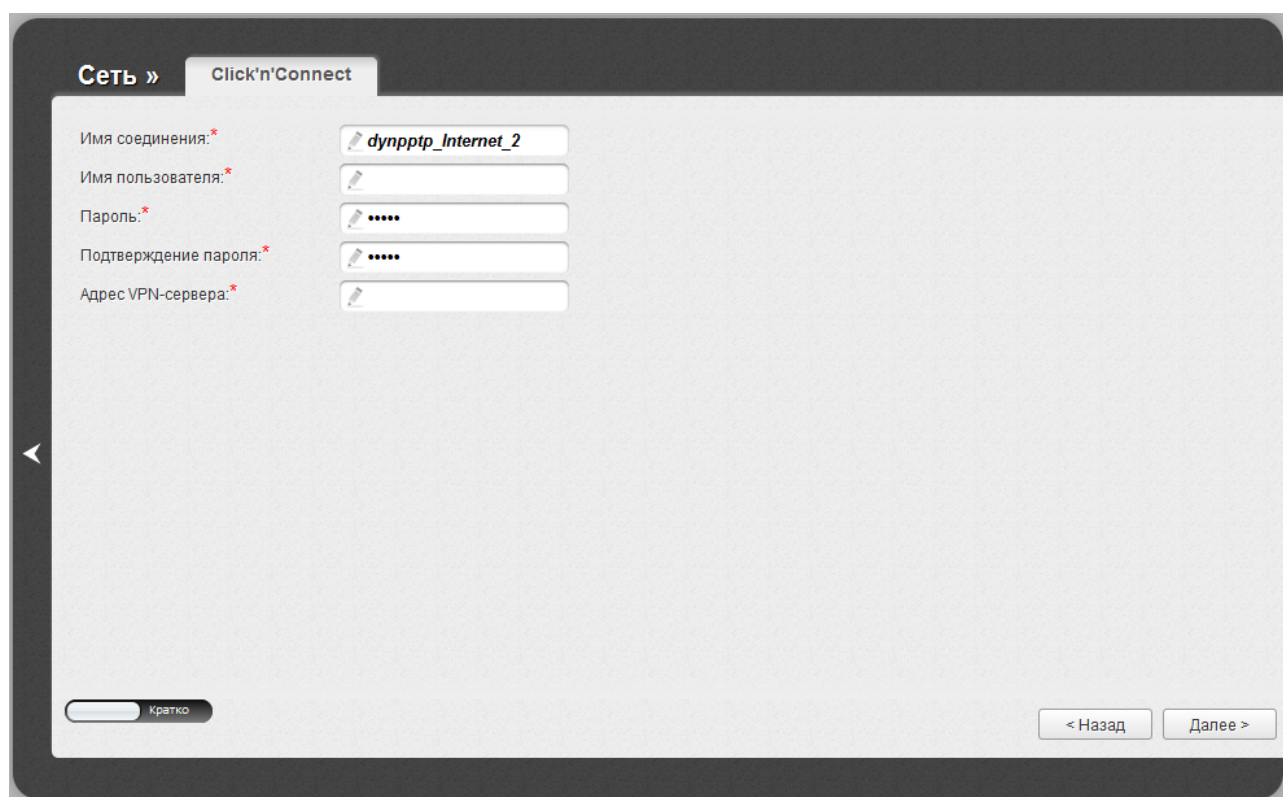 Сеть »
Click'n'Connect
Имя соединения:* dynpptp_Internet_2
Имя пользователя:*
Пароль:* •••••
Подтверждение пароля:* •••••
Адрес VPN-сервера:*
Кратко
< Назад
Далее >